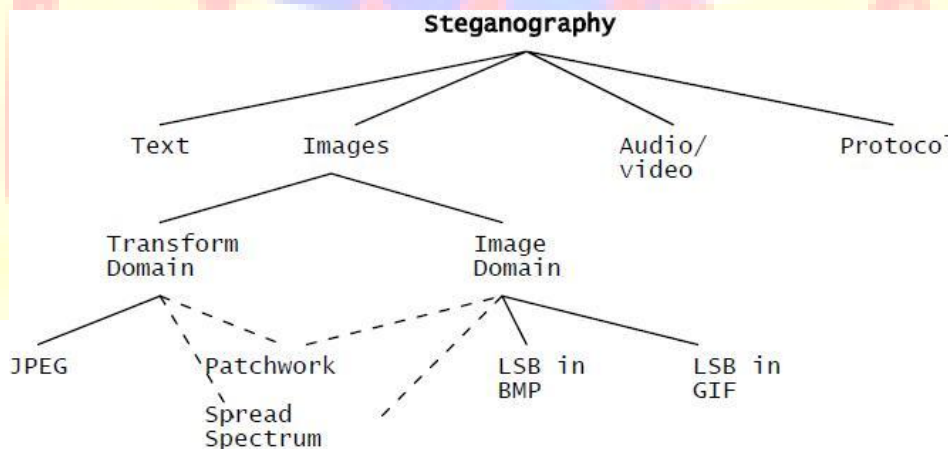 Steganography
Text
Images
Audio/
video
Protocol
Transform
Domain
Image
Domain
JPEG
Patchwork
LSB in
BMP
LSB in
GIF
Spread
Spectrum